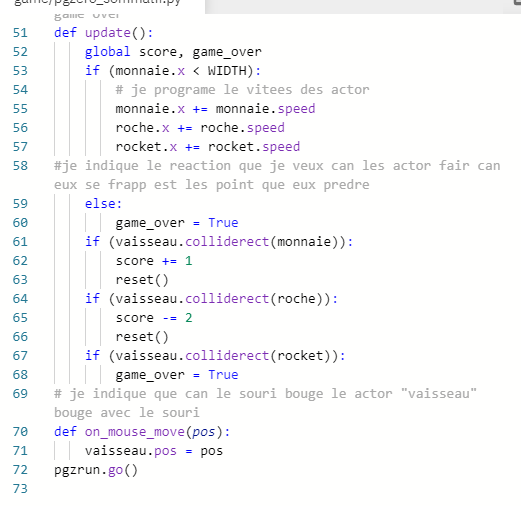 game/pgzero_sommatif.py
game over
51 def update():
52 global score, game_over
53 if (monnaie.x < WIDTH):
54 # je programe le vitees des actor
55 monnaie.x += monnaie.speed
56 roche.x += roche.speed
57 rocket.x += rocket.speed
58 #je indique le reaction que je veux can les actor fair can
eux se frapp est les point que eux predre
59 else:
60 game_over = True
61 if (vaisseau.colliderect(monnaie)):
62 score += 1
63 reset()
64 if (vaisseau.colliderect(roche)):
65 score -= 2
66 reset()
67 if (vaisseau.colliderect(rocket)):
68 game_over = True
69 # je indique que can le souri bouge le actor "vaisseau"
bouge avec le souri
70 def on_mouse_move(pos):
71 vaisseau.pos = pos
72 pgzrun.go()
73